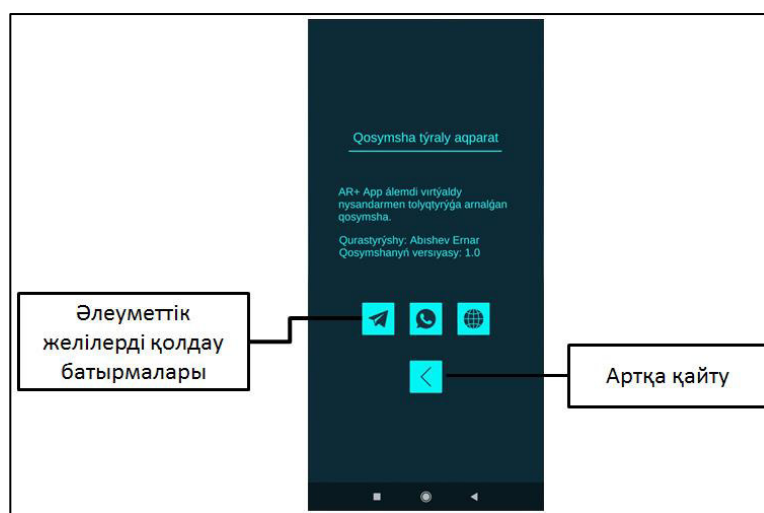 Qosymsha týraly aqparat
AR+ App álemdi vırtýaldy
nysandarmen tolyqtyrýǵa arnalǵan
qosymsha.
Qurastyrýshy: Abıshev Ernar
Qosymshanyń versıyasy: 1.0
Әлеуметтік
желілерді қолдау
батырмалары
Артқа қайту